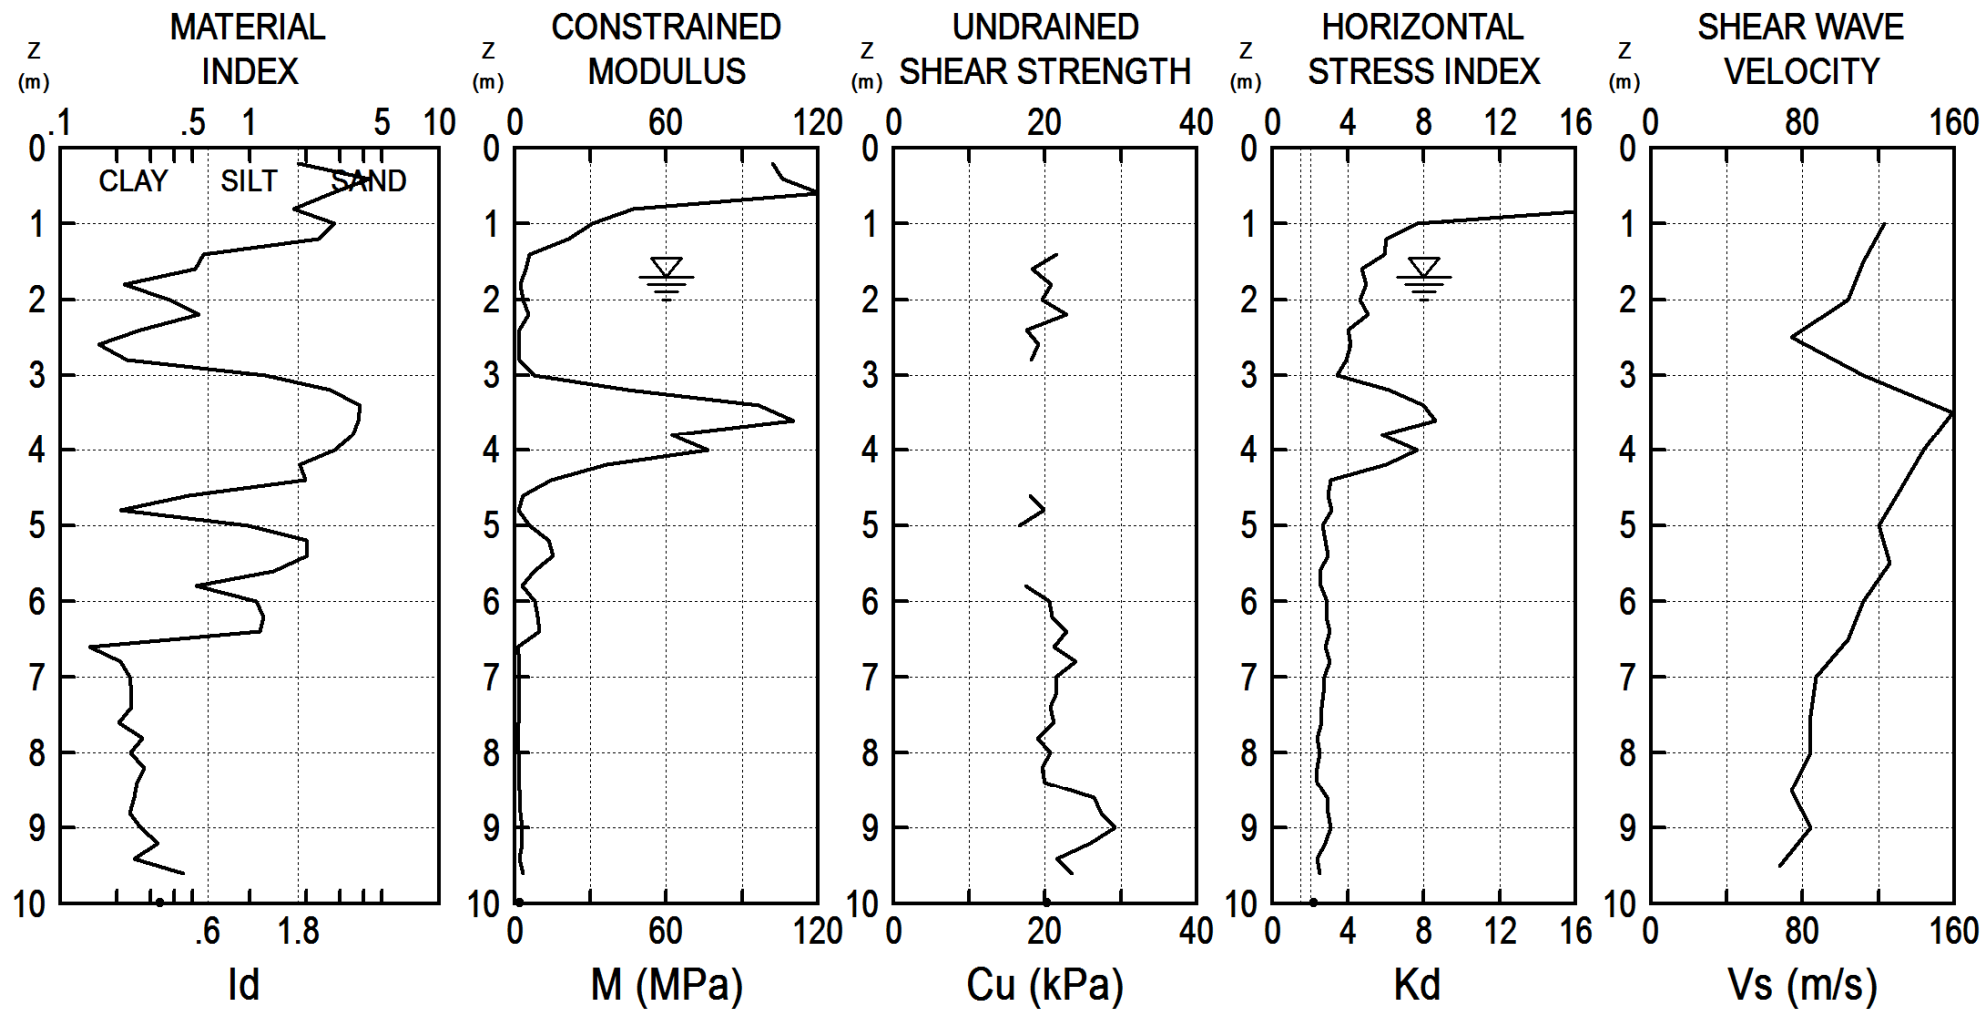 MATERIAL
INDEX
Z
(m)
.1 .5 1 5 10
CLAY SILT SAND
0
1
2
3
4
5
6
7
8
9
10
.6 1.8
Id
CONSTRAINED
MODULUS
Z
(m)
0 60 120
0
1
2
3
4
5
6
7
8
9
10
0 60 120
M (MPa)
UNDRAINED
SHEAR STRENGTH
Z
(m)
0 20 40
0
1
2
3
4
5
6
7
8
9
10
0 20 40
Cu (kPa)
HORIZONTAL
STRESS INDEX
Z
(m)
0 4 8 12 16
0
1
2
3
4
5
6
7
8
9
10
0 4 8 12 16
Kd
SHEAR WAVE
VELOCITY
Z
(m)
0 80 160
0
1
2
3
4
5
6
7
8
9
10
0 80 160
Vs (m/s)